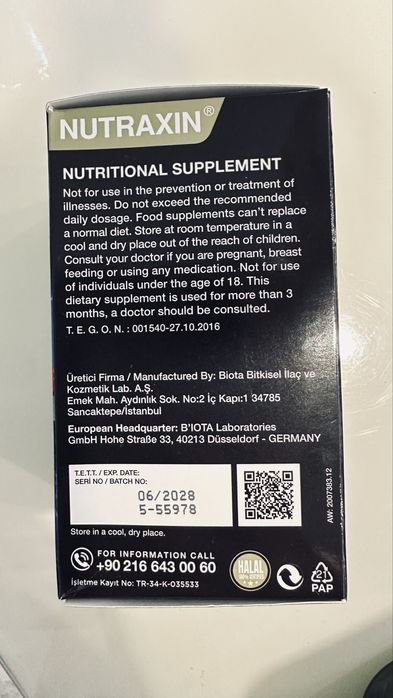 NUTRAXIN®
NUTRITIONAL SUPPLEMENT
Not for use in the prevention or treatment of
illnesses. Do not exceed the recommended
daily dosage. Food supplements can't replace
a normal diet. Store at room temperature in a
cool and dry place out of the reach of children.
Consult your doctor if you are pregnant, breast
feeding or using any medication. Not for use
of individuals under the age of 18. This
dietary supplement is used for more than 3
months, a doctor should be consulted.
T. E. G. O. N. : 001540-27.10.2016
Üretici Firma / Manufactured By: Biota Bitkisel İlaç ve
Kozmetik Lab. A.Ş.
Emek Mah. Aydınlık Sok. No:2 İç Kapı:1 34785
Sancaktepe/İstanbul
European Headquarter: B'IOTA Laboratories
GmbH Hohe Straße 33, 40213 Düsseldorf - GERMANY
T.E.T.T. / EXP. DATE:
SERİ NO / BATCH NO:
06/2028
5-55978
AW: 2007383.12
Store in a cool, dry place.
FOR INFORMATION CALL
+90 216 643 00 60
İşletme Kayıt No: TR-34-K-035533
HALAL
21
PAP